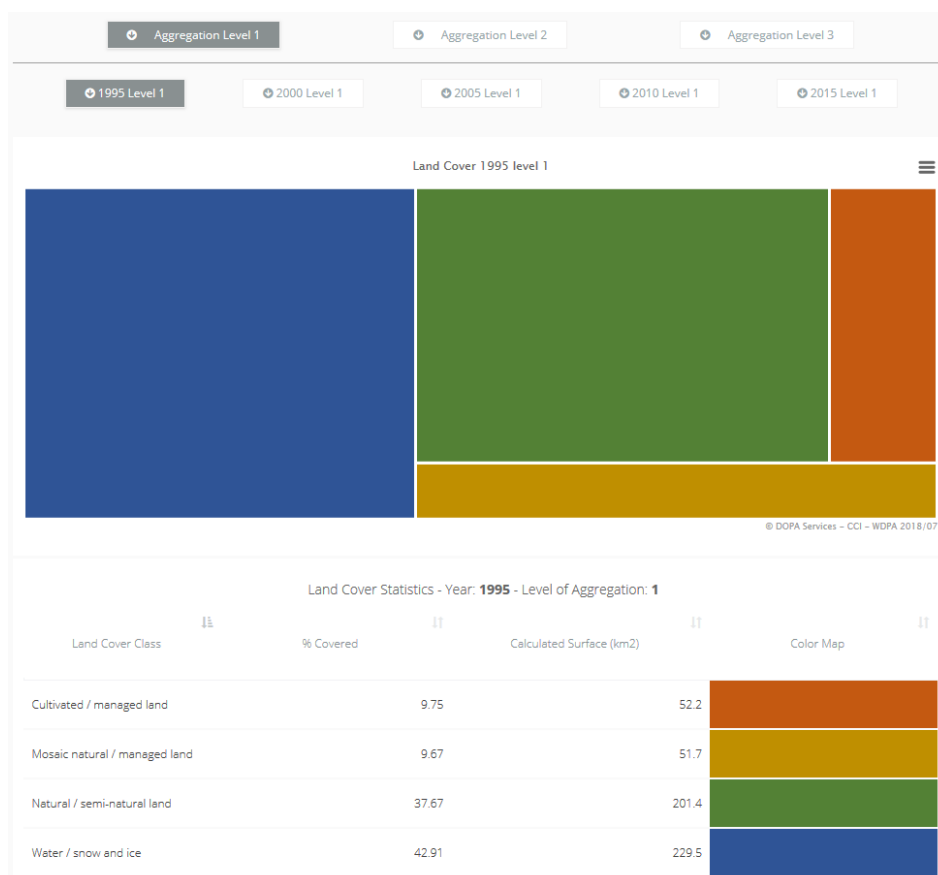 Aggregation Level 1 Aggregation Level 2 Aggregation Level 3
1995 Level 1 2000 Level 1 2005 Level 1 2010 Level 1 2015 Level 1
Land Cover 1995 level 1
© DOPA Services – CCI – WDPA 2018/07
Land Cover Statistics - Year: 1995 - Level of Aggregation: 1
Land Cover Class % Covered Calculated Surface (km2) Color Map
Cultivated / managed land 9.75 52.2
Mosaic natural / managed land 9.67 51.7
Natural / semi-natural land 37.67 201.4
Water / snow and ice 42.91 229.5